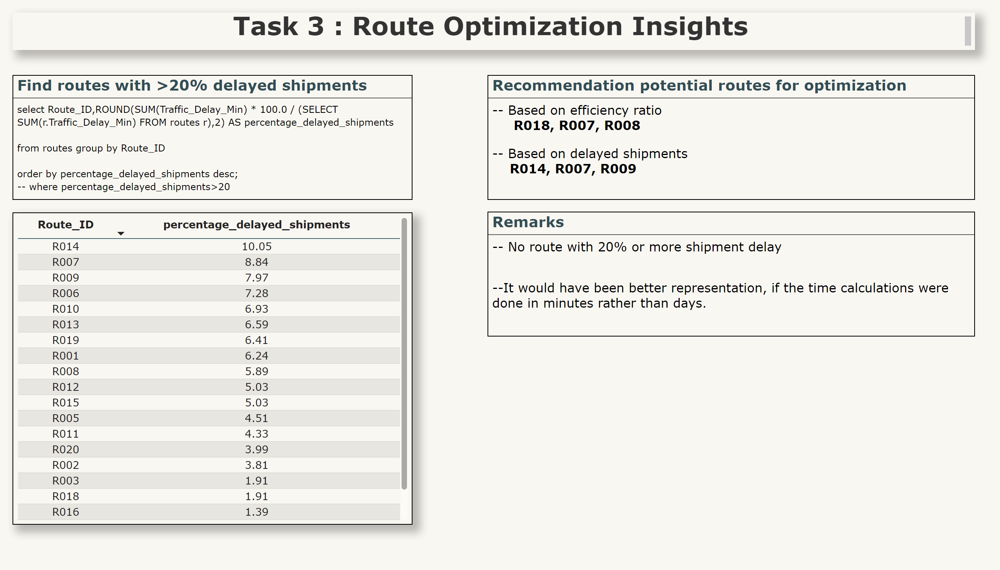 Task 3 : Route Optimization Insights
Find routes with >20% delayed shipments
select Route_ID,ROUND(SUM(Traffic_Delay_Min) * 100.0 / (SELECT
SUM(r.Traffic_Delay_Min) FROM routes r),2) AS percentage_delayed_shipments
from routes group by Route_ID
order by percentage_delayed_shipments desc;
-- where percentage_delayed_shipments>20
Route_ID percentage_delayed_shipments
R014 10.05
R007 8.84
R009 7.97
R006 7.28
R010 6.93
R013 6.59
R019 6.41
R001 6.24
R008 5.89
R012 5.03
R015 5.03
R005 4.51
R011 4.33
R020 3.99
R002 3.81
R003 1.91
R018 1.91
R016 1.39
Recommendation potential routes for optimization
-- Based on efficiency ratio
R018, R007, R008
-- Based on delayed shipments
R014, R007, R009
Remarks
-- No route with 20% or more shipment delay
--It would have been better representation, if the time calculations were
done in minutes rather than days.